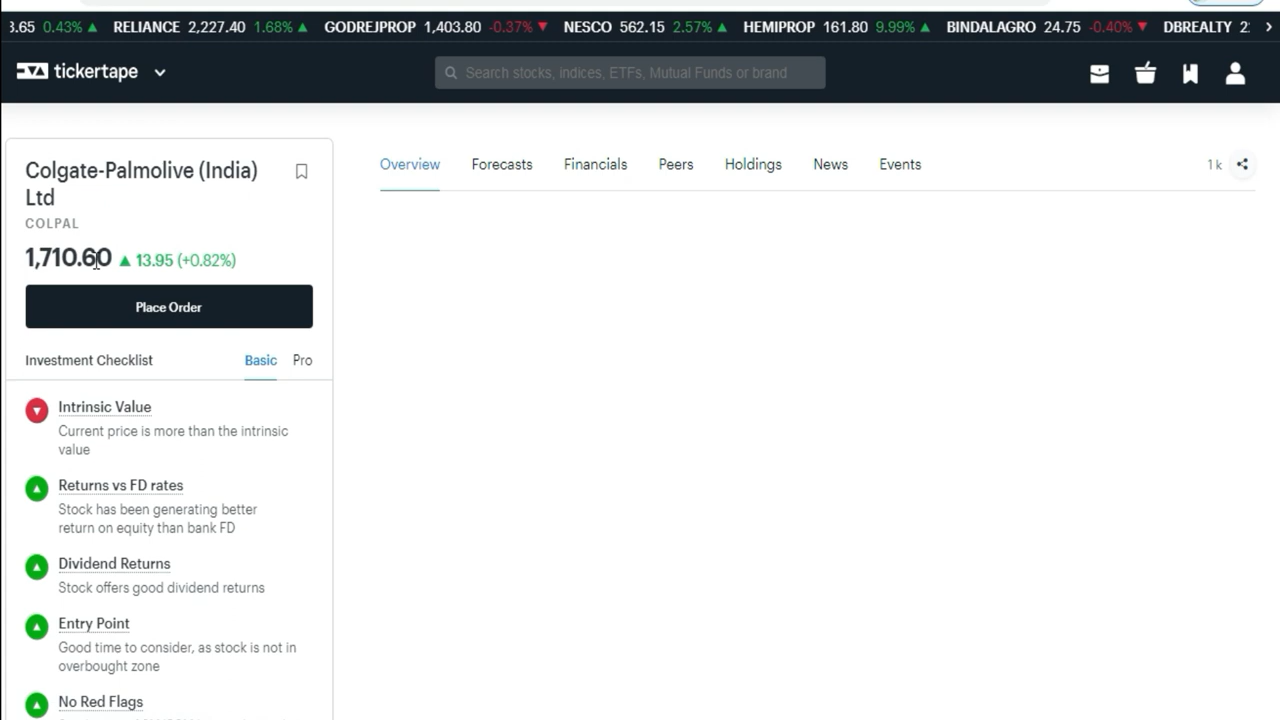 3.65 0.43% ▲ RELIANCE 2,227.40 1.68% ▲ GODREJPROP 1,403.80 -0.37% ▼ NESCO 562.15 2.57% ▲ HEMIPROP 161.80 9.99% ▲ BINDALAGRO 24.75 -0.40% ▼ DBREALTY
tickertape
Search stocks, indices, ETFs, Mutual Funds or brand
Colgate-Palmolive (India)
Ltd
COLPAL
1,710.60 ▲ 13.95 (+0.82%)
Place Order
Investment Checklist Basic Pro
Intrinsic Value
Current price is more than the intrinsic
value
Returns vs FD rates
Stock has been generating better
return on equity than bank FD
Dividend Returns
Stock offers good dividend returns
Entry Point
Good time to consider, as stock is not in
overbought zone
No Red Flags
Overview Forecasts Financials Peers Holdings News Events 1k